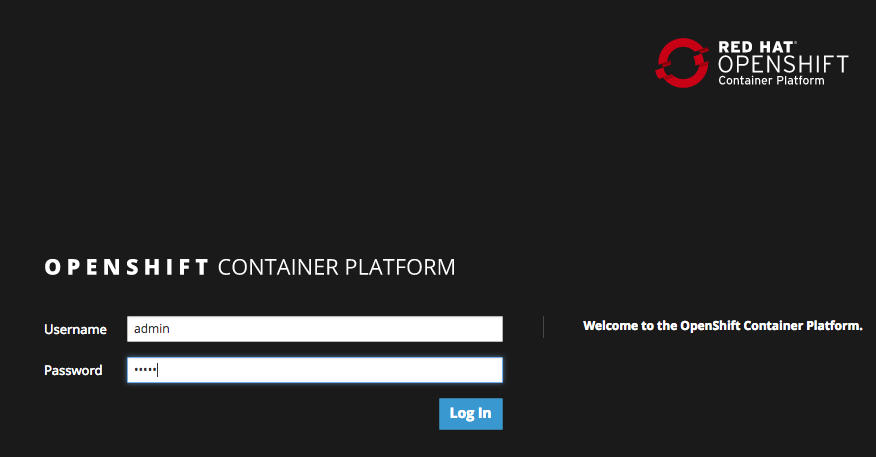 RED HAT®
OPENSHIFT
Container Platform
OPENSHIFT CONTAINER PLATFORM
Username admin
Welcome to the OpenShift Container Platform.
Password •••••
Log In